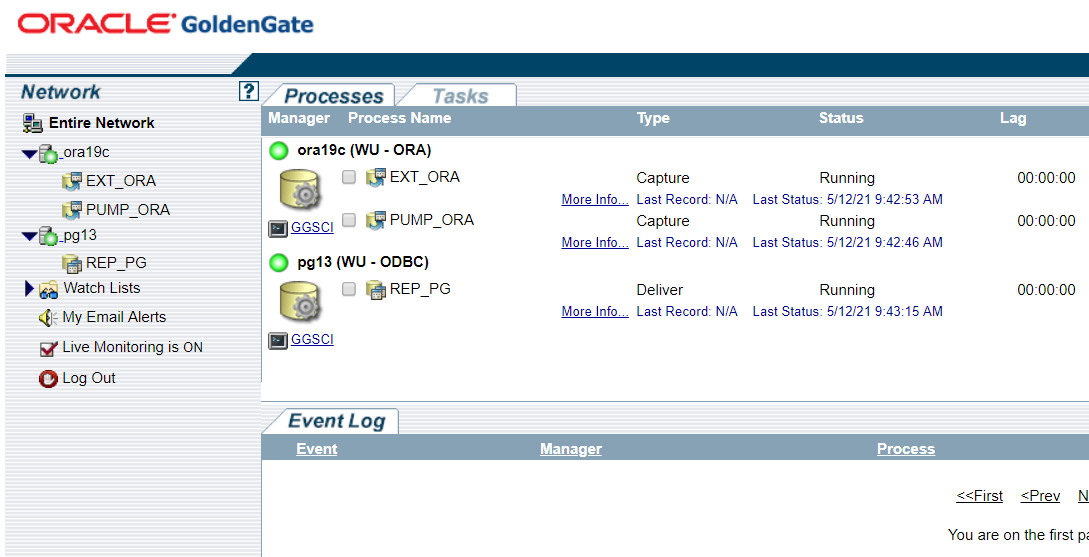 ORACLE GoldenGate
Network
?
Entire Network
ora19c
EXT_ORA
PUMP_ORA
pg13
REP_PG
Watch Lists
My Email Alerts
Live Monitoring is ON
Log Out
Processes Tasks
Manager Process Name Type Status Lag
ora19c (WU - ORA)
EXT_ORA Capture Running 00:00:00
More Info... Last Record: N/A Last Status: 5/12/21 9:42:53 AM
GGSCI PUMP_ORA Capture Running 00:00:00
More Info... Last Record: N/A Last Status: 5/12/21 9:42:46 AM
pg13 (WU - ODBC)
REP_PG Deliver Running 00:00:00
More Info... Last Record: N/A Last Status: 5/12/21 9:43:15 AM
GGSCI
Event Log
Event Manager Process
<<First <Prev N
You are on the first pa